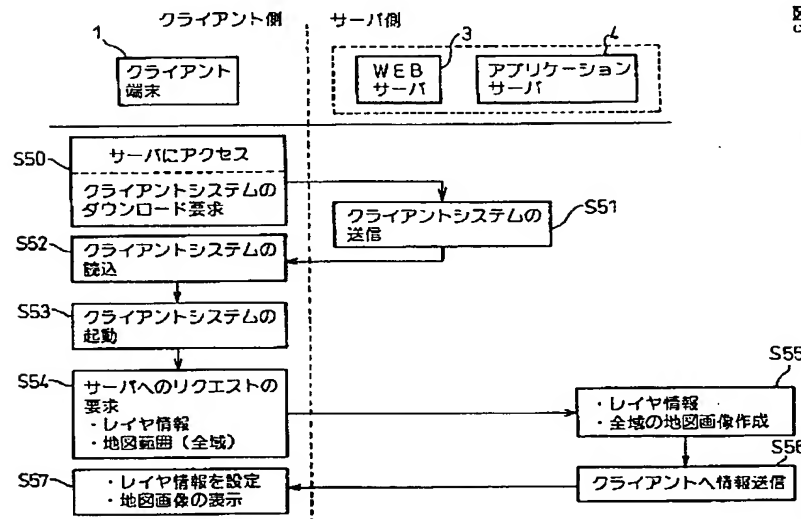 クライアント側
サーバ側
1
クライアント
端末
3
WEB
サーバ
4
アプリケーション
サーバ
S50
サーバにアクセス
クライアントシステムの
ダウンロード要求
S51
クライアントシステムの
送信
S52
クライアントシステムの
読込
S53
クライアントシステムの
起動
S54
サーバへのリクエストの
要求
・レイヤ情報
・地図範囲（全域）
S55
・レイヤ情報
・全域の地図画像作成
S56
クライアントへ情報送信
S57
・レイヤ情報を設定
・地図画像の表示